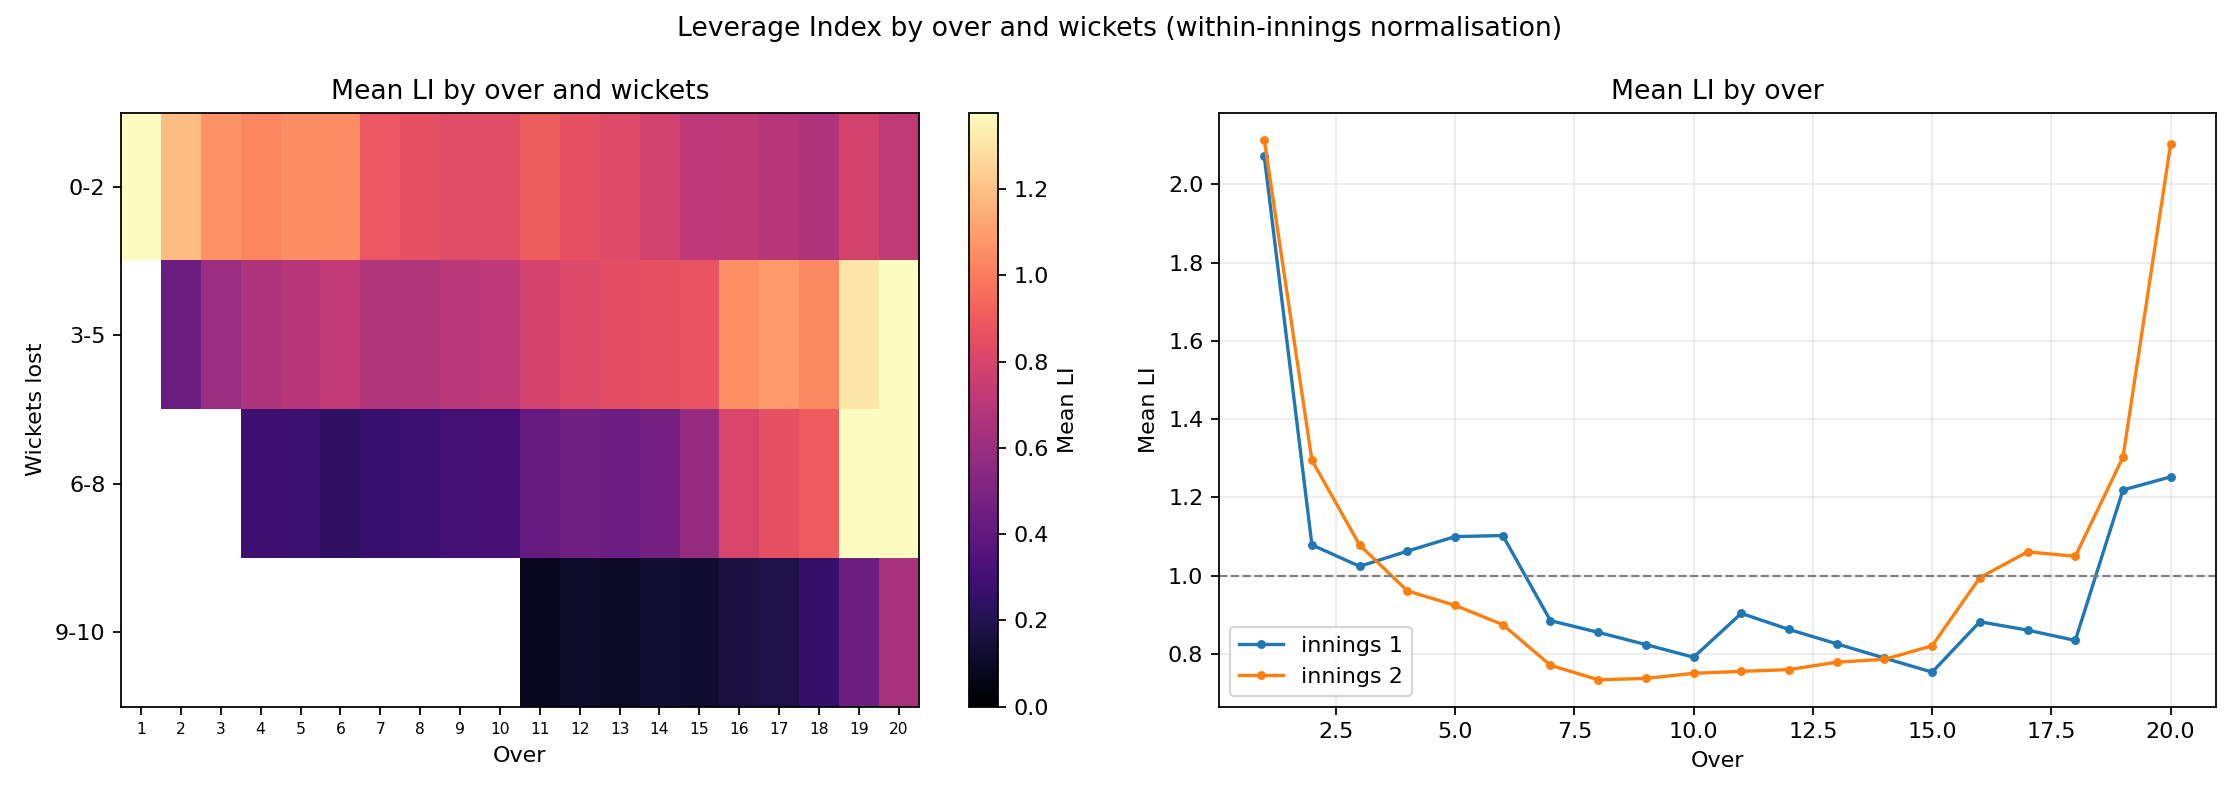 Leverage Index by over and wickets (within-innings normalisation)
Mean LI by over and wickets
Wickets lost
0-2
3-5
6-8
9-10
1 2 3 4 5 6 7 8 9 10 11 12 13 14 15 16 17 18 19 20
Over
1.2
1.0
0.8
0.6
0.4
0.2
0.0
Mean LI
Mean LI by over
Mean LI
2.0
1.8
1.6
1.4
1.2
1.0
0.8
innings 1
innings 2
2.5 5.0 7.5 10.0 12.5 15.0 17.5 20.0
Over